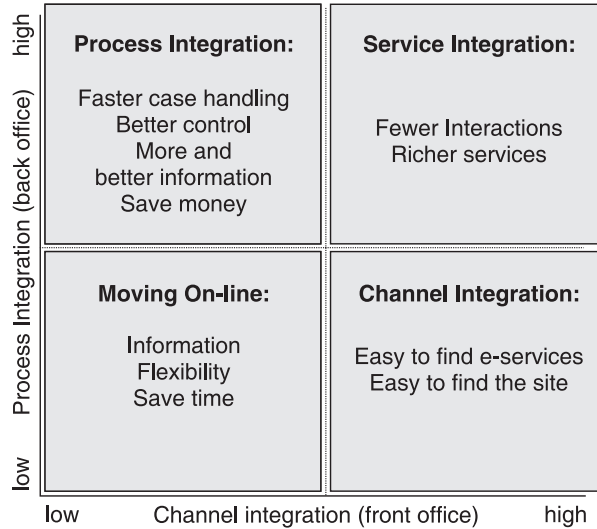 high
Process Integration (back office)
low
Process Integration:
Faster case handling
Better control
More and
better information
Save money
Service Integration:
Fewer Interactions
Richer services
Moving On-line:
Information
Flexibility
Save time
Channel Integration:
Easy to find e-services
Easy to find the site
low
Channel integration (front office)
high